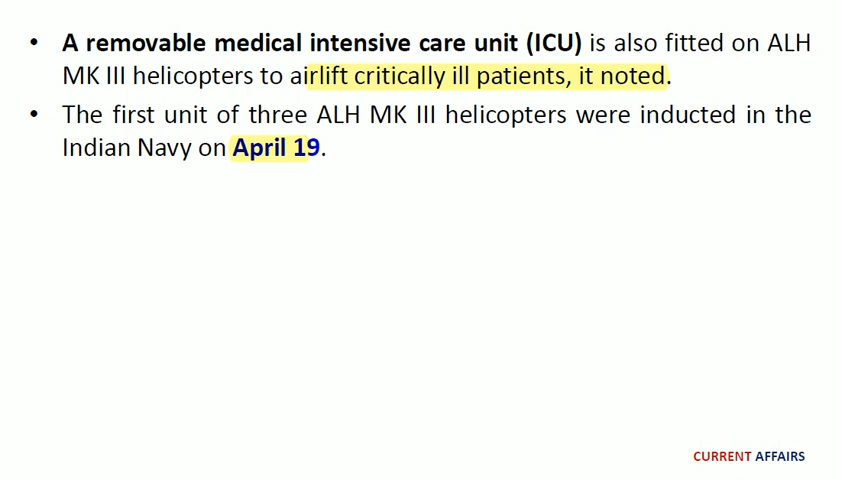 • A removable medical intensive care unit (ICU) is also fitted on ALH
MK III helicopters to airlift critically ill patients, it noted.
• The first unit of three ALH MK III helicopters were inducted in the
Indian Navy on April 19.
CURRENT AFFAIRS